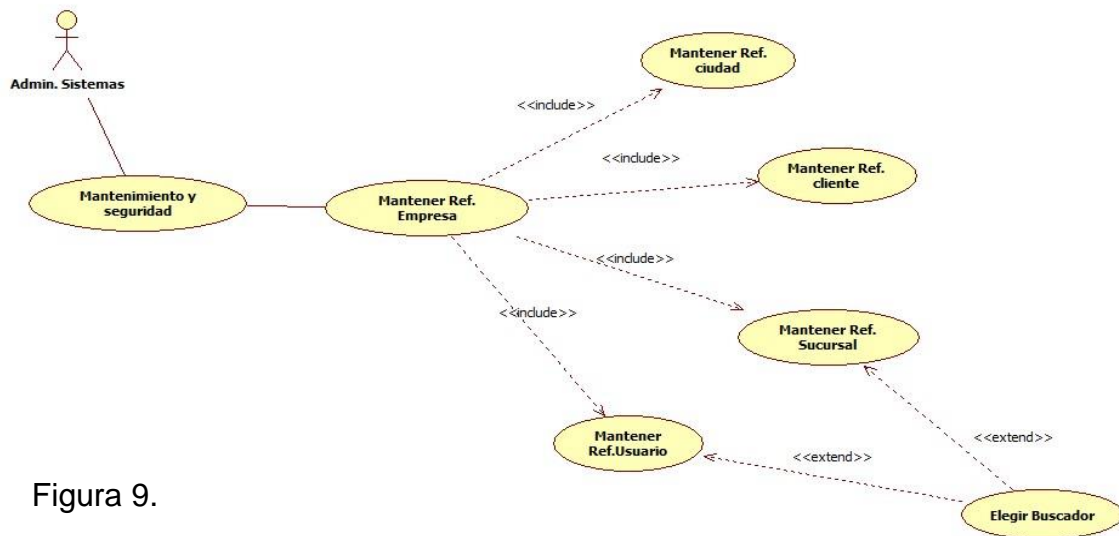 Admin. Sistemas
Mantenimiento y
seguridad
Mantener Ref.
Empresa
<<include>>
Mantener Ref.
ciudad
<<include>>
Mantener Ref.
cliente
<<include>>
Mantener Ref.
Sucursal
<<include>>
Mantener
Ref.Usuario
<<extend>>
<<extend>>
Elegir Buscador
Figura 9.